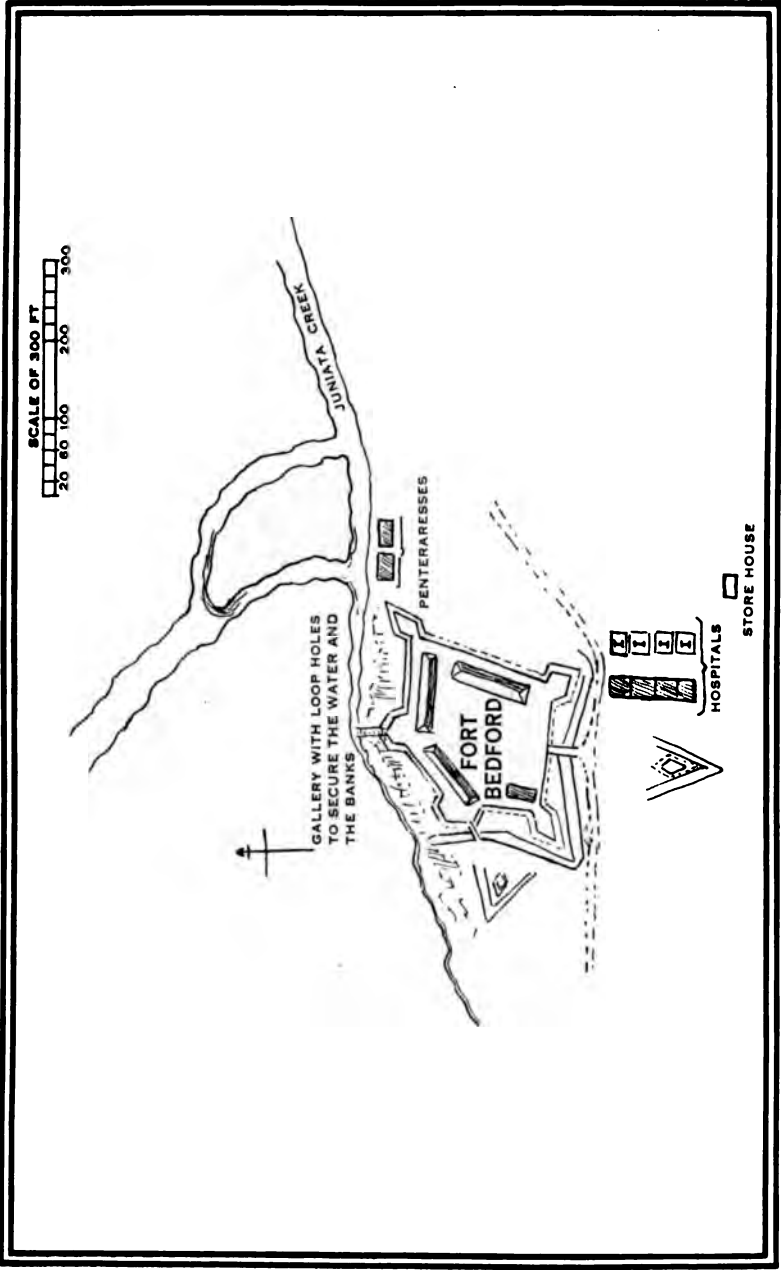 SCALE OF 300 FT
20 60 100 200 300
JUNIATA CREEK
GALLERY WITH LOOP HOLES
TO SECURE THE WATER AND
THE BANKS
PENTERARESSES
FORT
BEDFORD
HOSPITALS
STORE HOUSE